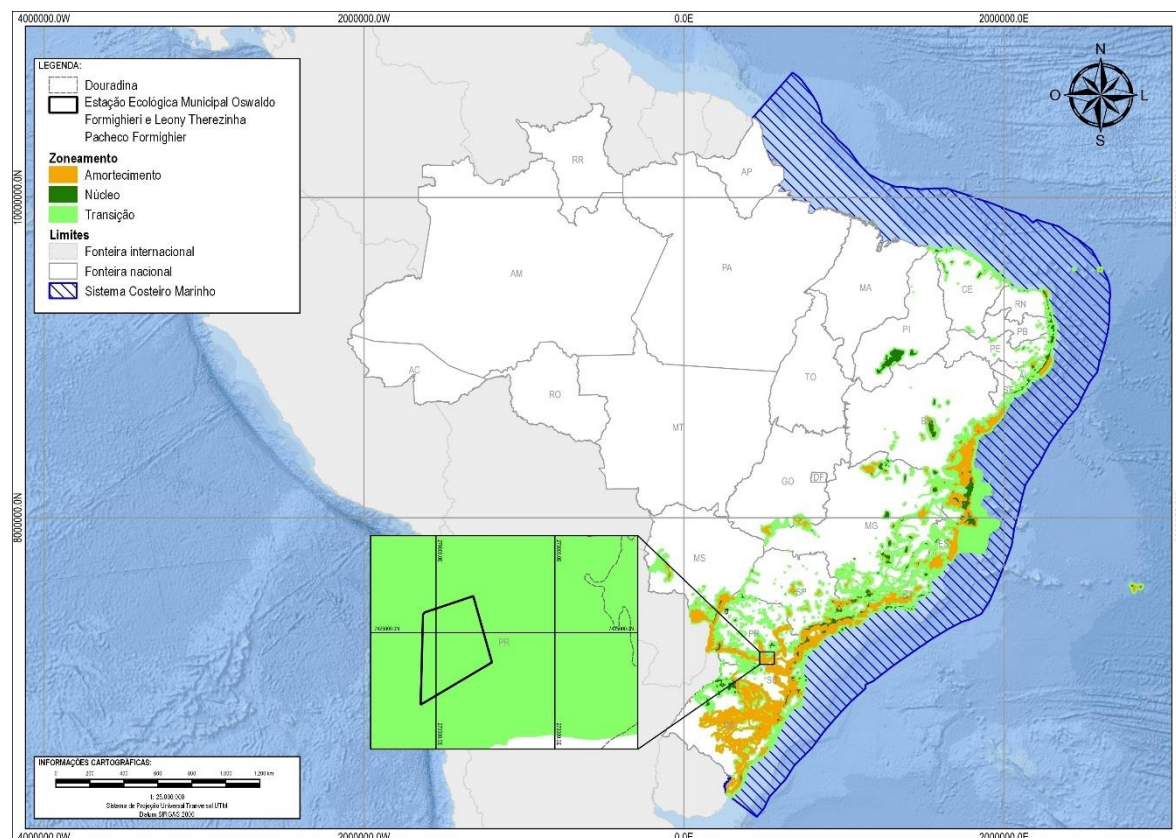 4000000.0W 2000000.0W 0.0E 2000000.0E
LEGENDA:
Douradina
Estação Ecológica Municipal Oswaldo
Formighieri e Leony Therezinha
Pacheco Formighier
Zoneamento
Amortecimento
Núcleo
Transição
Limites
Fonteira internacional
Fonteira nacional
Sistema Costeiro Marinho
N
O L
S
10000000.0N
8000000.0N
RR
AP
AM
PA
MA
CE
RN
PB
PI
PE
AC
RO
TO
MT
GO
DF
MG
MS
SP
PR
PR
INFORMAÇÕES CARTOGRÁFICAS:
0 200 400 600 800 1.000 1.200 km
1: 25.000.000
Sistema de Projeção Universal Tranversal UTM
Datum SIRGAS 2000
4000000.0W 2000000.0W 0.0E 2000000.0E